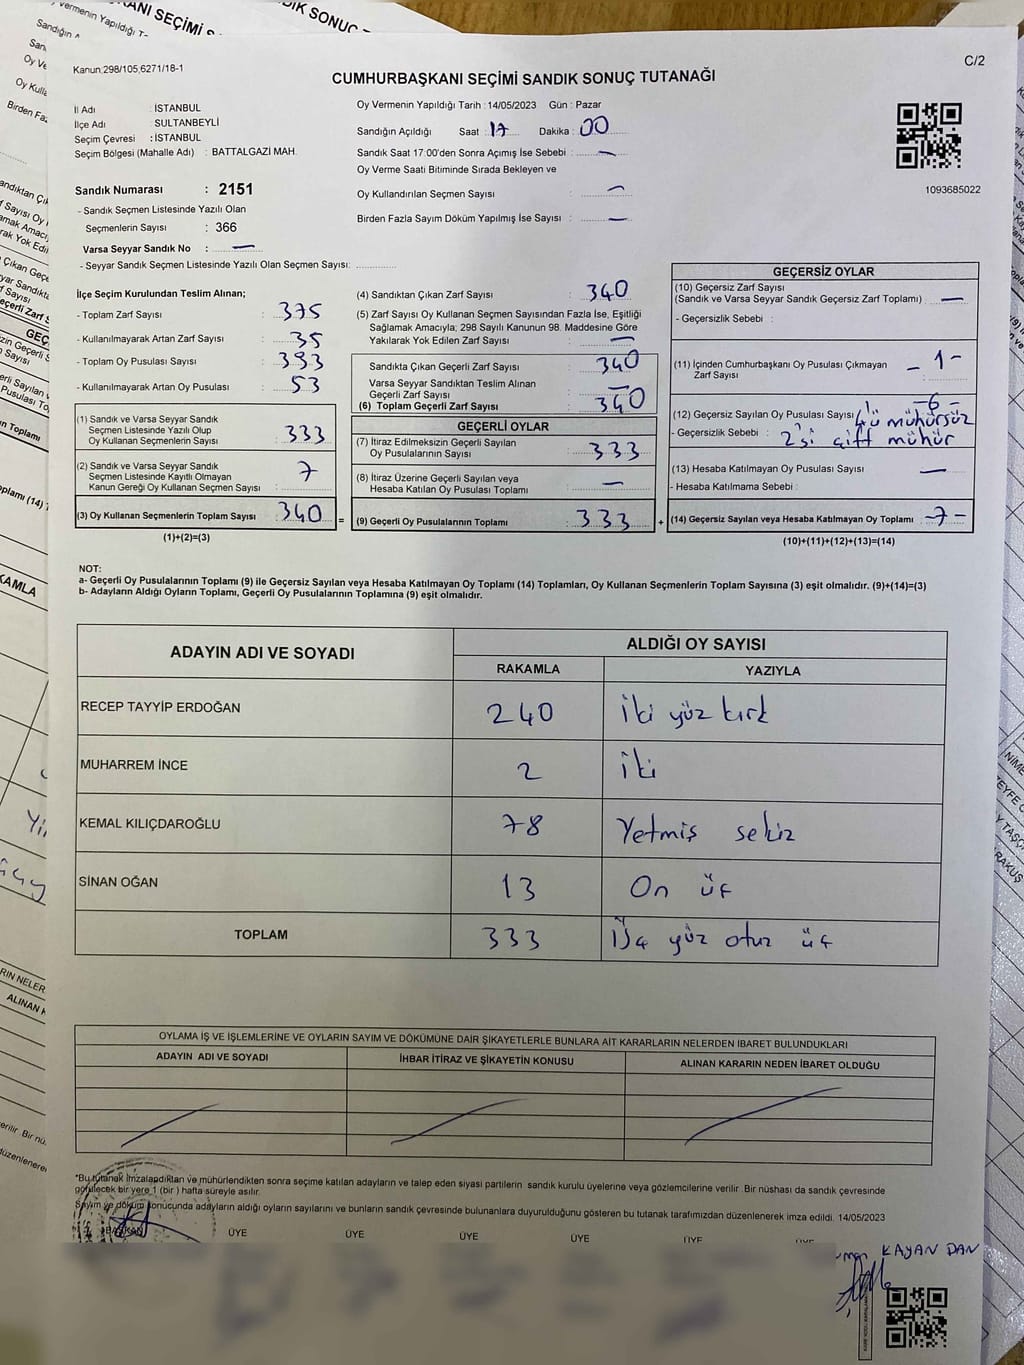 Kanun;298/105,6271/18-1
C/2
CUMHURBAŞKANI SEÇİMİ SANDIK SONUÇ TUTANAĞI
İl Adı : İSTANBUL
İlçe Adı : SULTANBEYLİ
Seçim Çevresi : İSTANBUL
Seçim Bölgesi (Mahalle Adı) : BATTALGAZİ MAH.
Oy Vermenin Yapıldığı Tarih :14/05/2023 Gün : Pazar
Sandığın Açıldığı Saat : 17 Dakika : 00
Sandık Saat 17:00'den Sonra Açımış İse Sebebi : —
Oy Verme Saati Bitiminde Sırada Bekleyen ve
Oy Kullandırılan Seçmen Sayısı : —
Birden Fazla Sayım Döküm Yapılmış İse Sayısı : —
1093685022
Sandık Numarası : 2151
- Sandık Seçmen Listesinde Yazılı Olan
Seçmenlerin Sayısı : 366
Varsa Seyyar Sandık No : —
- Seyyar Sandık Seçmen Listesinde Yazılı Olan Seçmen Sayısı:
İlçe Seçim Kurulundan Teslim Alınan;
- Toplam Zarf Sayısı : 375
- Kullanılmayarak Artan Zarf Sayısı : 35
- Toplam Oy Pusulası Sayısı : 393
- Kullanılmayarak Artan Oy Pusulası : 53
(1) Sandık ve Varsa Seyyar Sandık
Seçmen Listesinde Yazılı Olup
Oy Kullanan Seçmenlerin Sayısı : 333
(2) Sandık ve Varsa Seyyar Sandık
Seçmen Listesinde Kayıtlı Olmayan
Kanun Gereği Oy Kullanan Seçmen Sayısı : 7
(3) Oy Kullanan Seçmenlerin Toplam Sayısı : 340
(1)+(2)=(3)
(4) Sandıktan Çıkan Zarf Sayısı : 340
(5) Zarf Sayısı Oy Kullanan Seçmen Sayısından Fazla İse, Eşitliği
Sağlamak Amacıyla; 298 Sayılı Kanunun 98. Maddesine Göre
Yakılarak Yok Edilen Zarf Sayısı : —
Sandıkta Çıkan Geçerli Zarf Sayısı : 340
Varsa Seyyar Sandıktan Teslim Alınan
Geçerli Zarf Sayısı : —
(6) Toplam Geçerli Zarf Sayısı : 340
GEÇERLİ OYLAR
(7) İtiraz Edilmeksizin Geçerli Sayılan
Oy Pusulalarının Sayısı : 333
(8) İtiraz Üzerine Geçerli Sayılan veya
Hesaba Katılan Oy Pusulası Toplamı : —
= (9) Geçerli Oy Pusulalarının Toplamı : 333 +
GEÇERSİZ OYLAR
(10) Geçersiz Zarf Sayısı
(Sandık ve Varsa Seyyar Sandık Geçersiz Zarf Toplamı) : —
- Geçersizlik Sebebi :
(11) İçinden Cumhurbaşkanı Oy Pusulası Çıkmayan
Zarf Sayısı - 1 -
(12) Geçersiz Sayılan Oy Pusulası Sayısı : - 6 -
- Geçersizlik Sebebi : 4ü mühürsüz
2'si çift mühür
(13) Hesaba Katılmayan Oy Pusulası Sayısı —
- Hesaba Katılmama Sebebi :
(14) Geçersiz Sayılan veya Hesaba Katılmayan Oy Toplamı : - 7 -
(10)+(11)+(12)+(13)=(14)
NOT:
a- Geçerli Oy Pusulalarının Toplamı (9) ile Geçersiz Sayılan veya Hesaba Katılmayan Oy Toplamı (14) Toplamları, Oy Kullanan Seçmenlerin Toplam Sayısına (3) eşit olmalıdır. (9)+(14)=(3)
b- Adayların Aldığı Oyların Toplamı, Geçerli Oy Pusulalarının Toplamına (9) eşit olmalıdır.
ADAYIN ADI VE SOYADI
ALDIĞI OY SAYISI
RAKAMLA YAZIYLA
RECEP TAYYİP ERDOĞAN 240 İki yüz kırk
MUHARREM İNCE 2 İki
KEMAL KILIÇDAROĞLU 78 Yetmiş sekiz
SİNAN OĞAN 13 On üç
TOPLAM 333 Üç yüz otuz üç
OYLAMA İŞ VE İŞLEMLERİNE VE OYLARIN SAYIM VE DÖKÜMÜNE DAİR ŞİKAYETLERLE BUNLARA AİT KARARLARIN NELERDEN İBARET BULUNDUKLARI
ADAYIN ADI VE SOYADI İHBAR İTİRAZ VE ŞİKAYETİN KONUSU ALINAN KARARIN NEDEN İBARET OLDUĞU
*Bu tutanak İmzalandıktan ve mühürlendikten sonra seçime katılan adayların ve talep eden siyasi partilerin sandık kurulu üyelerine veya gözlemcilerine verilir. Bir nüshası da sandık çevresinde
görülecek bir yere 1 (bir ) hafta süreyle asılır.
Sayım ve döküm sonucunda adayların aldığı oyların sayılarını ve bunların sandık çevresinde bulunanlara duyurulduğunu gösteren bu tutanak tarafımızdan düzenlenerek imza edildi. 14/05/2023
BAŞKAN ÜYE ÜYE ÜYE ÜYE ÜYE
KAYAN DAN